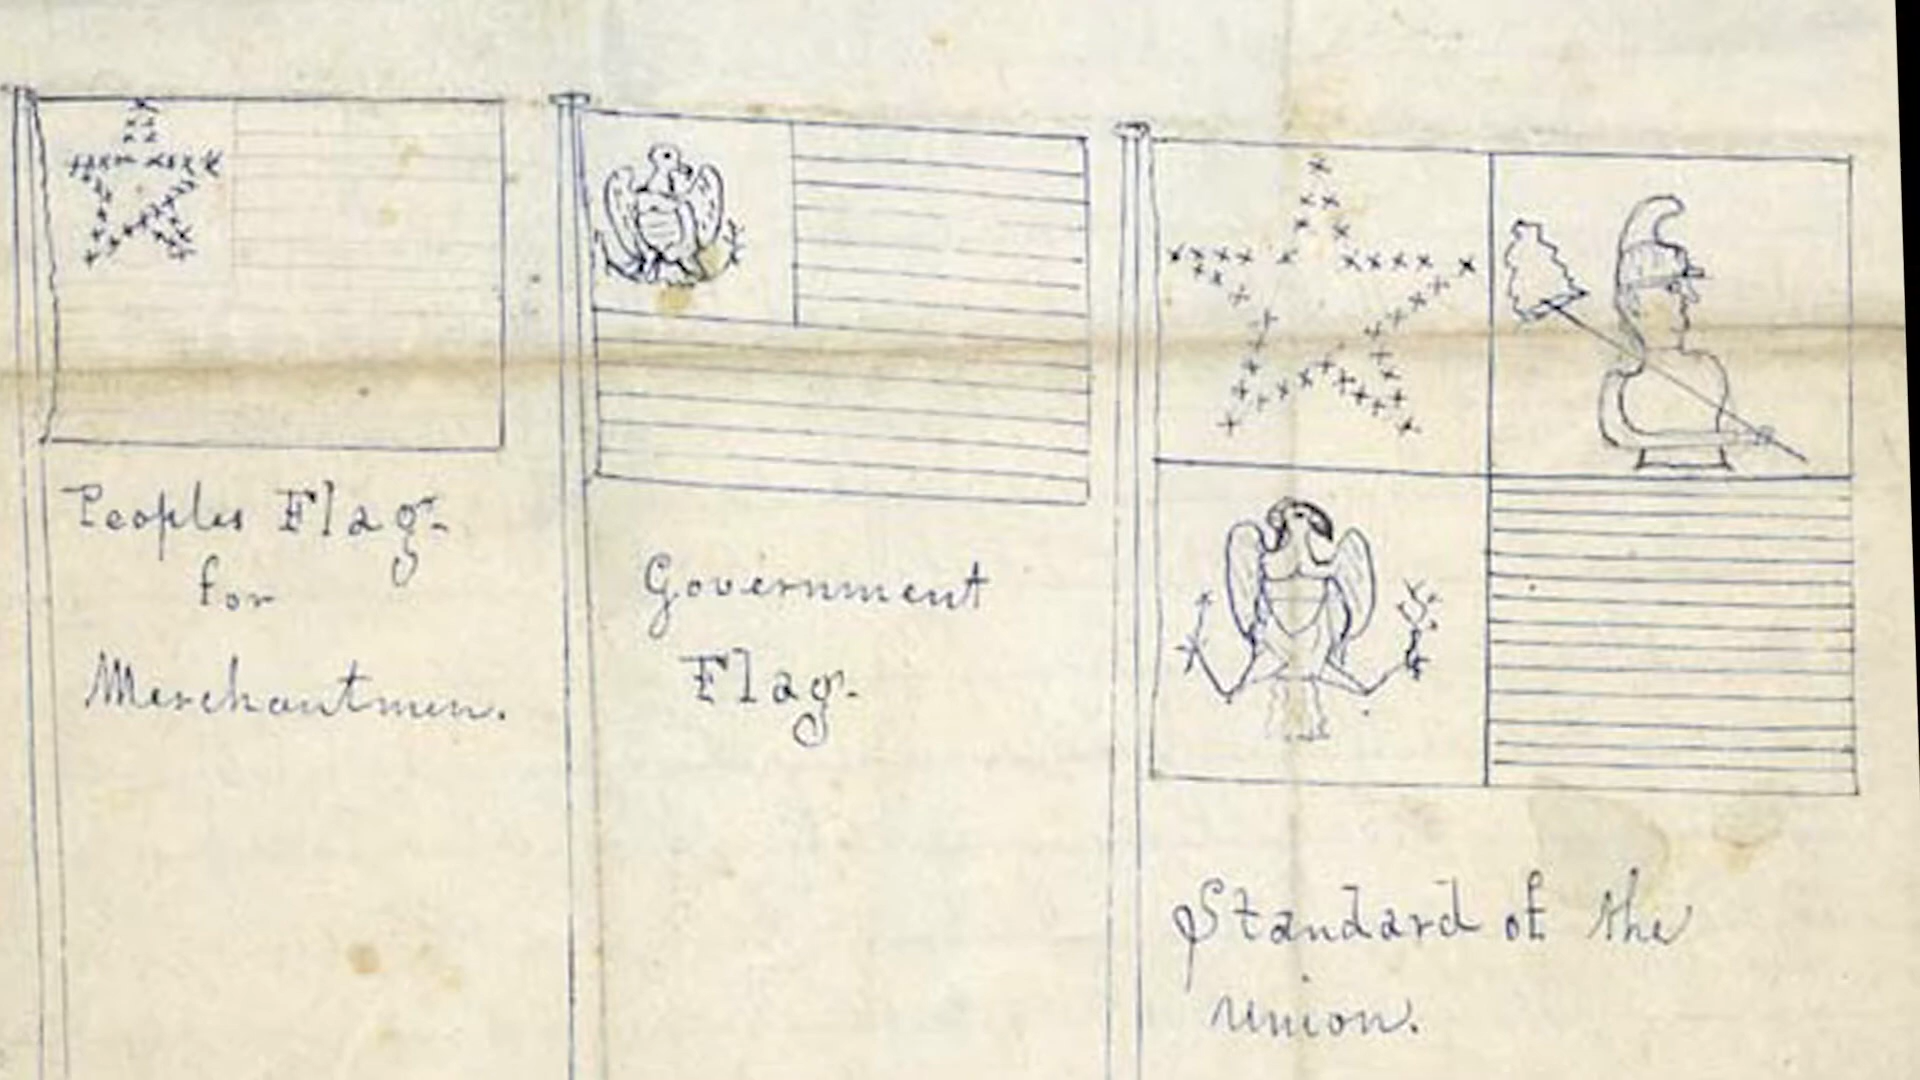 Peoples Flag-
for
Merchantmen.
Government
Flag-
Standard of the
Union.